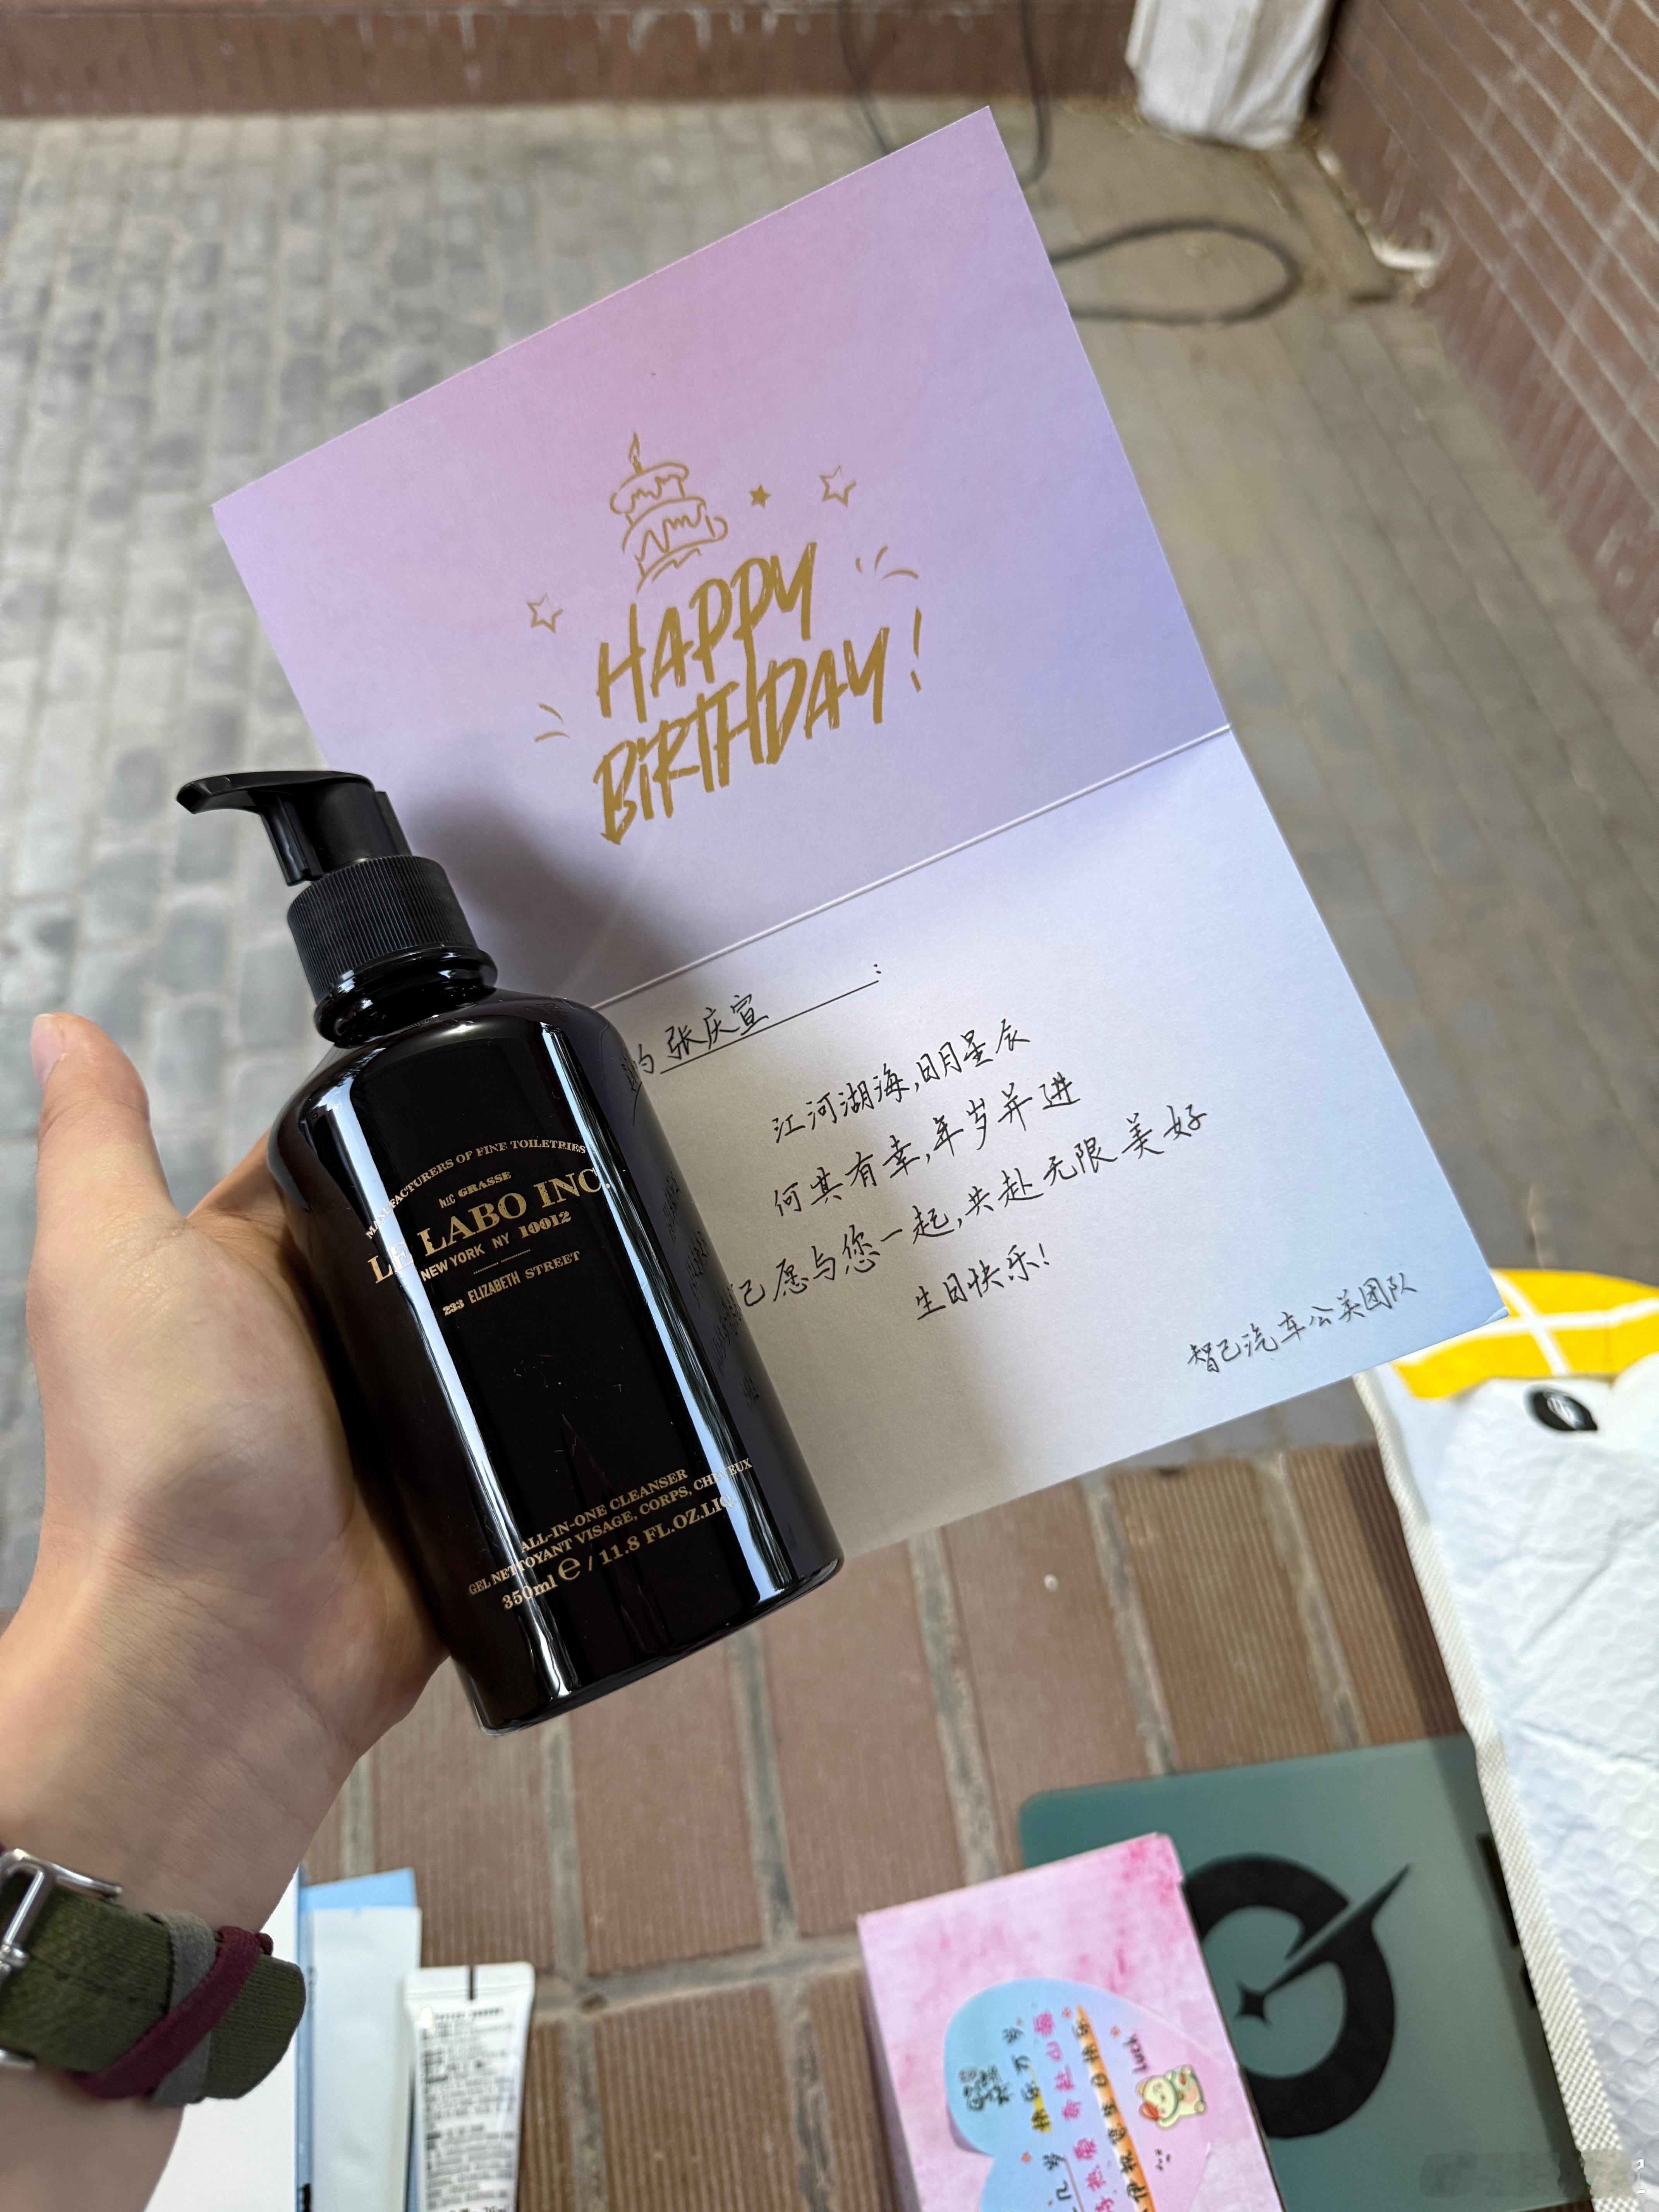 HAPPY
BIRTHDAY!
张庆宣:
江河湖海,日月星辰
何其有幸,年岁并进
己愿与您一起,共赴无限美好
生日快乐!
智己汽车公关团队
MANUFACTURERS OF FINE TOILETRIES
hic GRASSE
LE LABO INC.
NEW YORK NY 10012
233 ELIZABETH STREET
ALL-IN-ONE CLEANSER
GEL NETTOYANT VISAGE, CORPS, CHEVEUX
350ml e / 11.8 FL.OZ.LIQ.